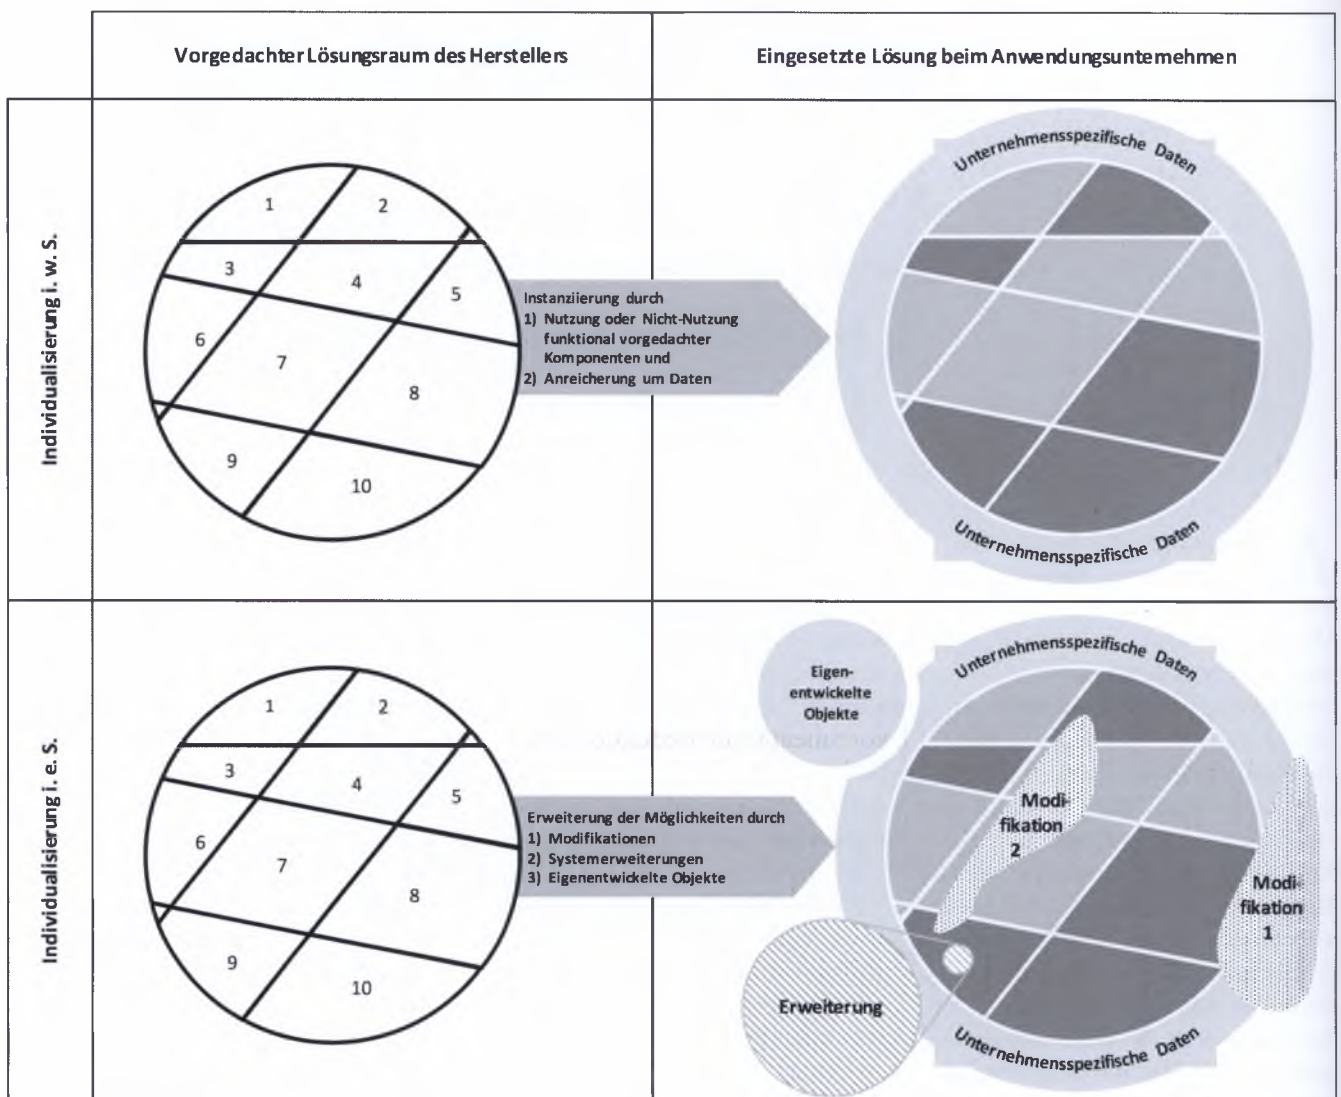 Vorgedachter Lösungsraum des Herstellers
Eingesetzte Lösung beim Anwendungsunternehmen
Individualisierung i. w. S.
1
2
3
4
5
6
7
8
9
10
Instanziierung durch
1) Nutzung oder Nicht-Nutzung
funktional vorgedachter
Komponenten und
2) Anreicherung um Daten
Unternehmensspezifische Daten
Unternehmensspezifische Daten
Individualisierung i. e. S.
1
2
3
4
5
6
7
8
9
10
Erweiterung der Möglichkeiten durch
1) Modifikationen
2) Systemerweiterungen
3) Eigenentwickelte Objekte
Eigen-
entwickelte
Objekte
Unternehmensspezifische Daten
Modi-
fikation
2
Modi-
fikation
1
Erweiterung
Unternehmensspezifische Daten